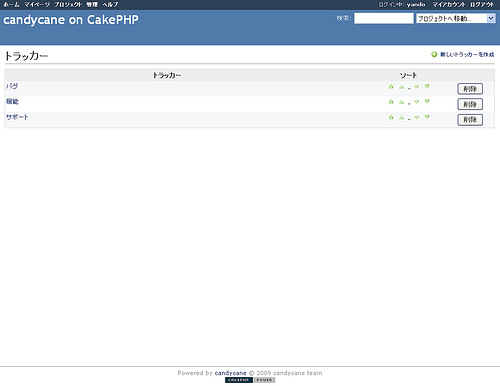 ホーム マイページ プロジェクト 管理 ヘルプ
ログイン中: yando マイアカウント ログアウト
candycane on CakePHP
検索: プロジェクトへ移動...
トラッカー
新しいトラッカーを作成
トラッカー ソート
バグ 削除
機能 削除
サポート 削除
Powered by candycane © 2009 candycane team
CAKEPHP POWER